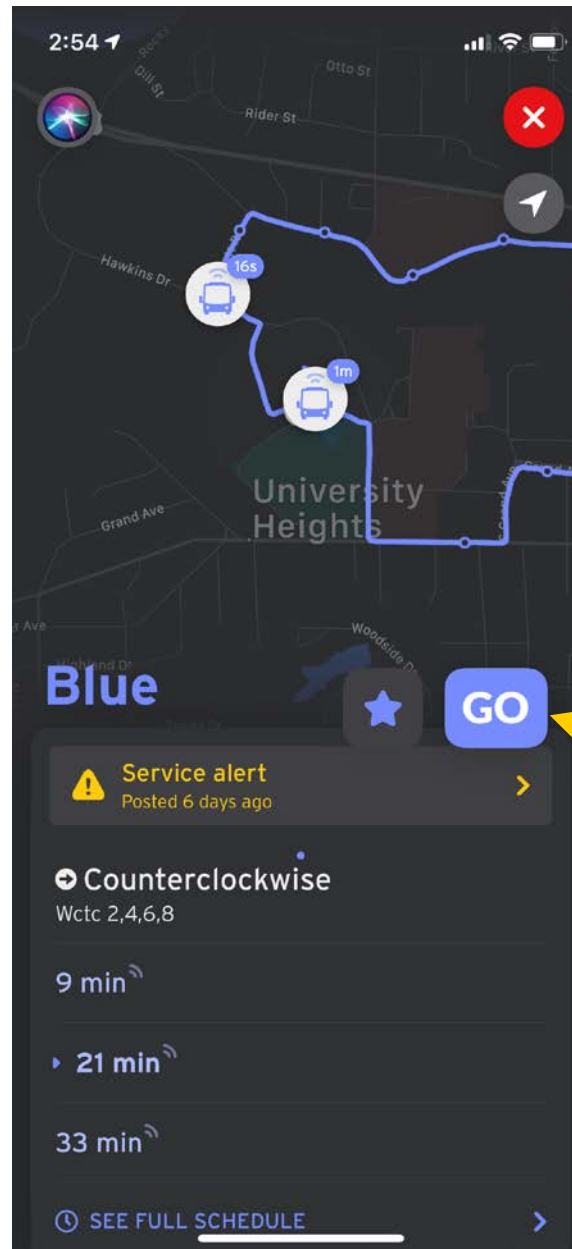 2:54
Otto St
Dill St
Rider St
Hawkins Dr
16s
1m
University
Heights
Grand Ave
Woodside Dr
Highland Dr
Blue
GO
Service alert
Posted 6 days ago
Counterclockwise
Wctc 2,4,6,8
9 min
21 min
33 min
SEE FULL SCHEDULE